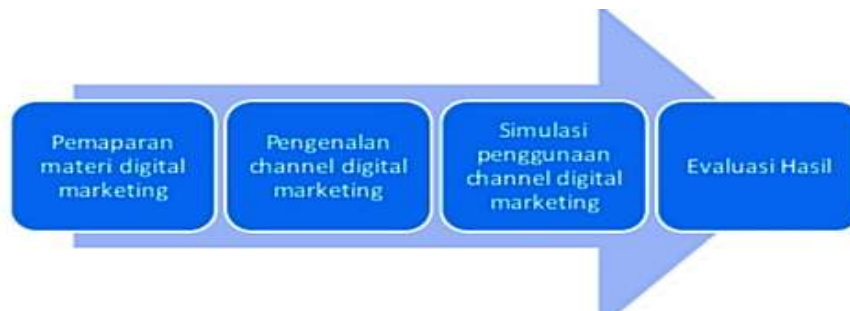 Pemaparan
materi digital
marketing
Pengenalan
channel digital
marketing
Simulasi
penggunaan
channel digital
marketing
Evaluasi Hasil